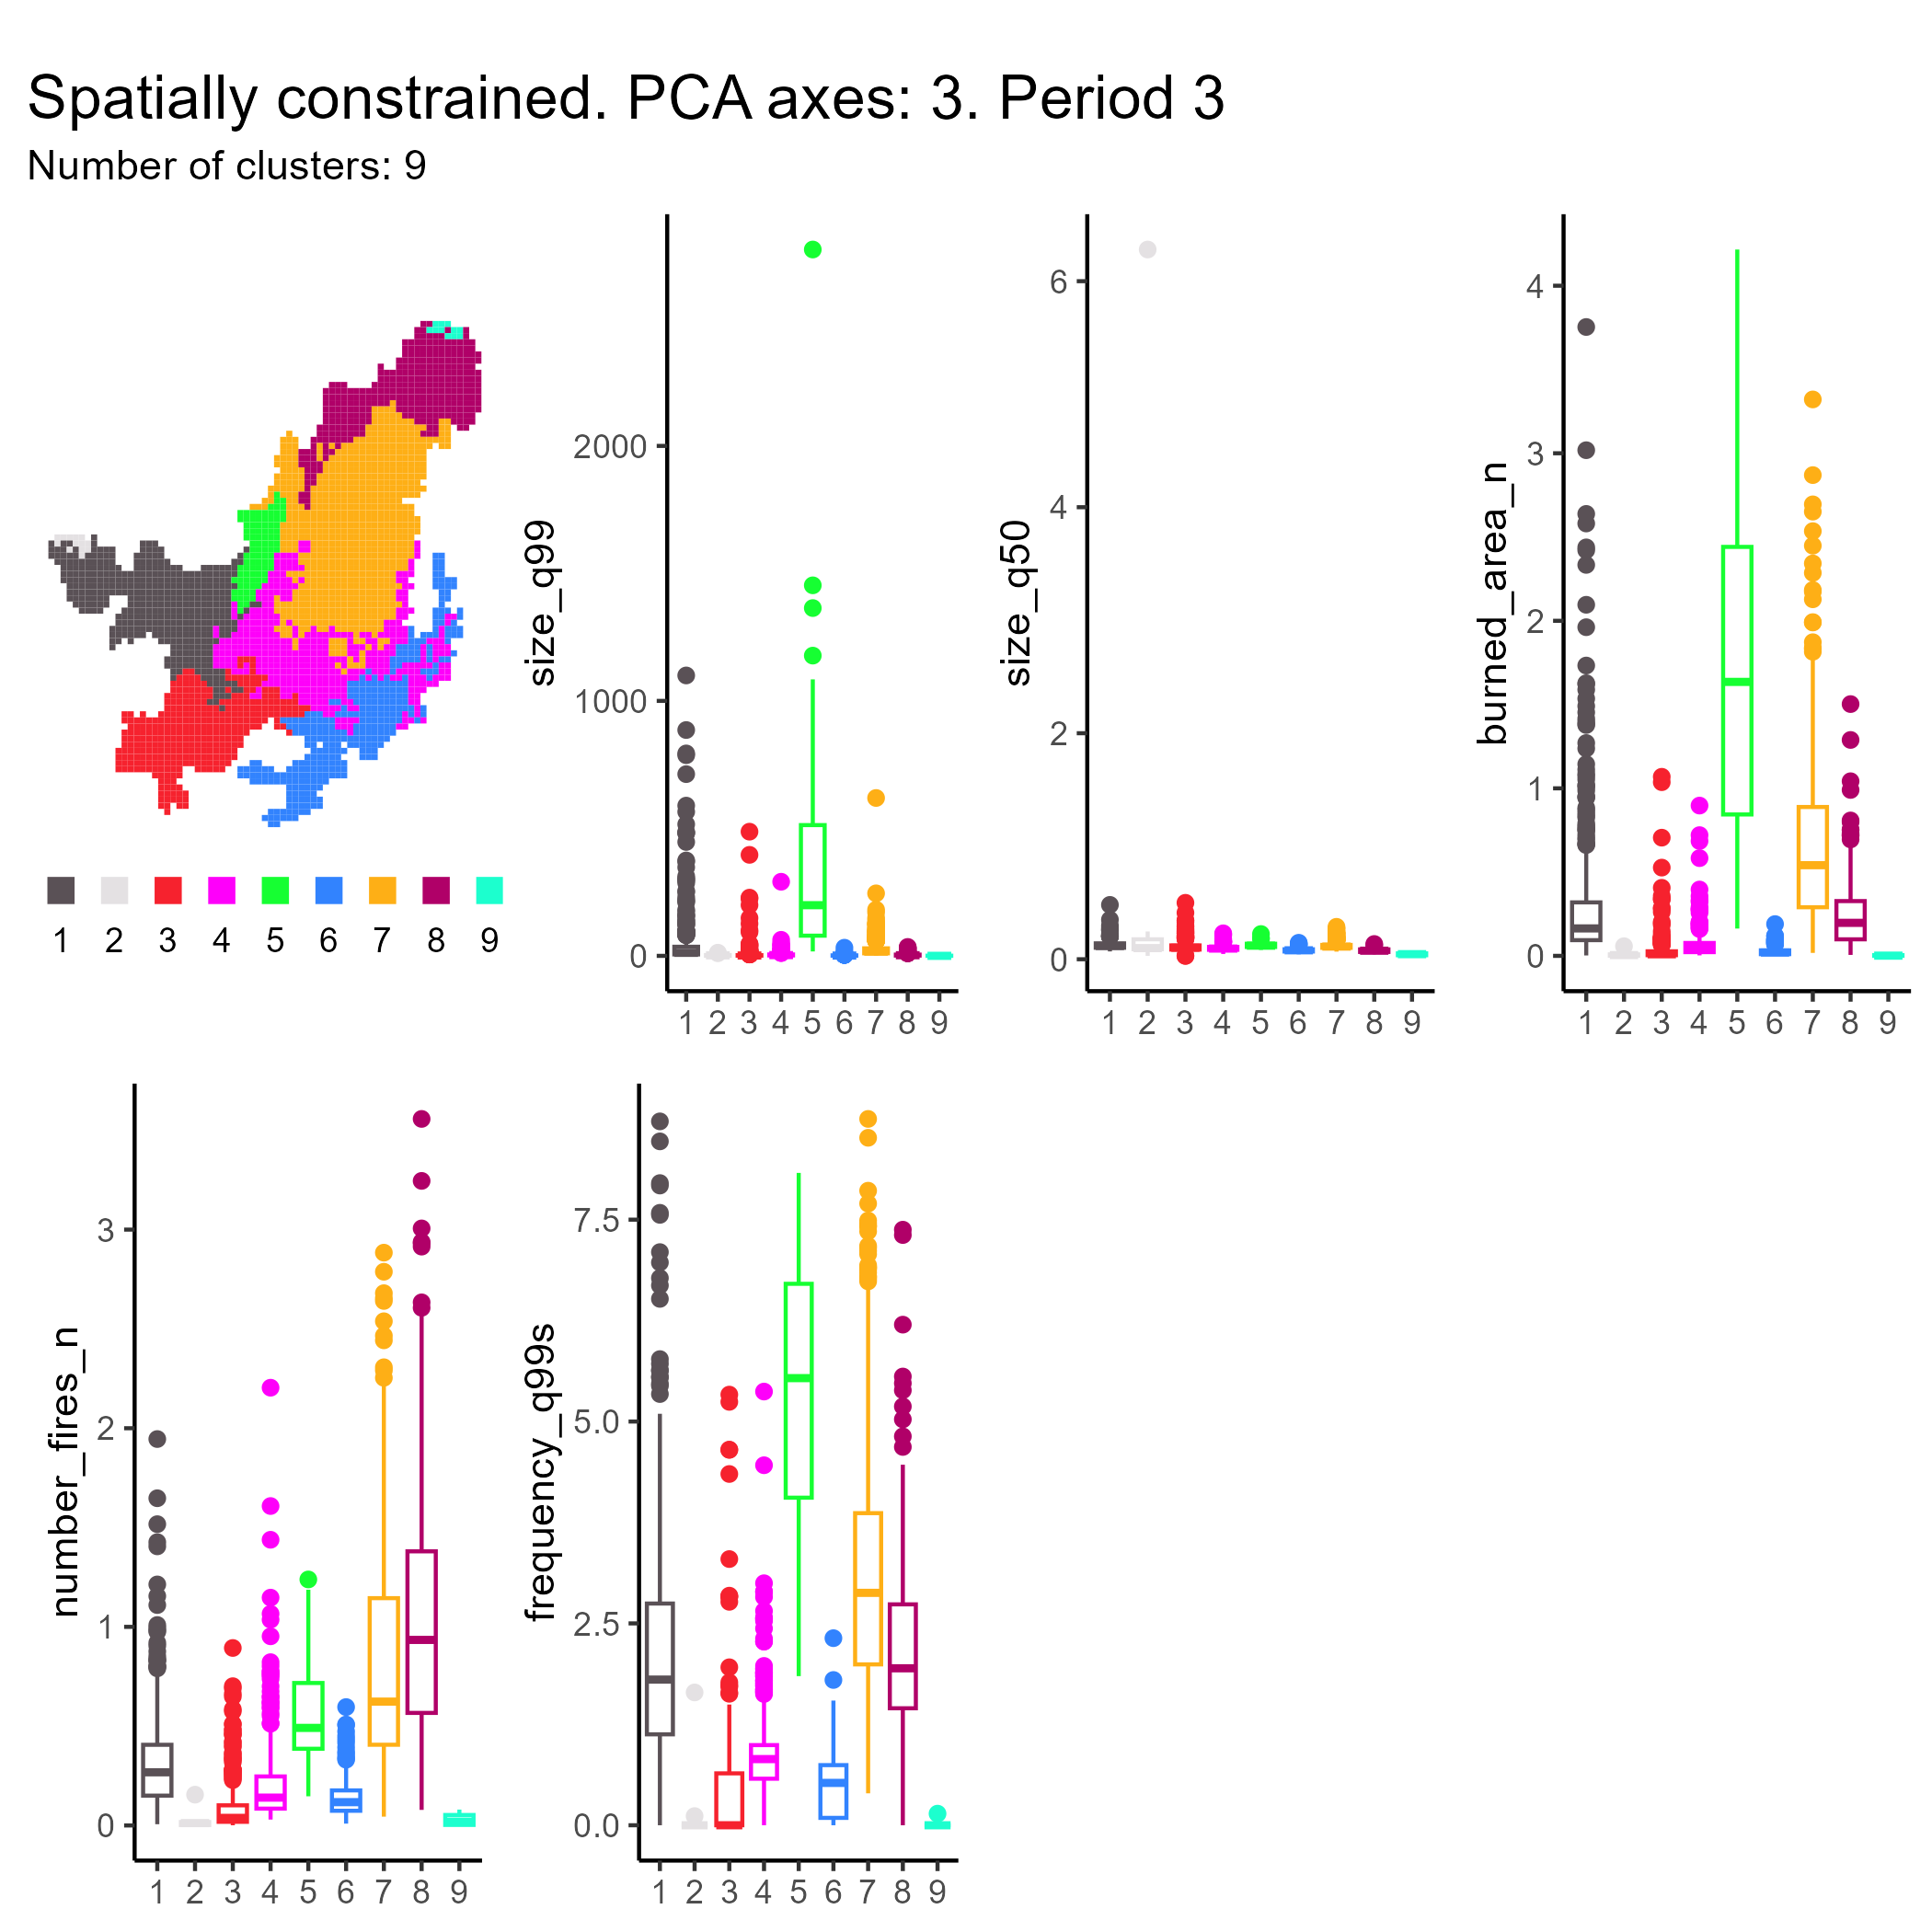 Spatially constrained. PCA axes: 3. Period 3
Number of clusters: 9
1 2 3 4 5 6 7 8 9
size_q99
2000
1000
0
1 2 3 4 5 6 7 8 9
size_q50
6
4
2
0
1 2 3 4 5 6 7 8 9
burned_area_n
4
3
2
1
0
1 2 3 4 5 6 7 8 9
number_fires_n
3
2
1
0
1 2 3 4 5 6 7 8 9
frequency_q99s
7.5
5.0
2.5
0.0
1 2 3 4 5 6 7 8 9